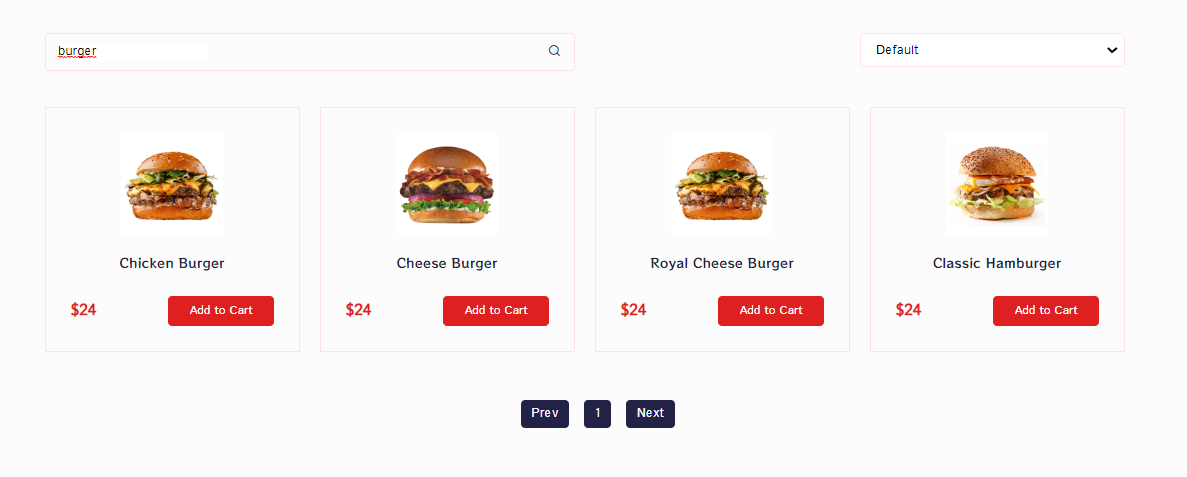 burger
Default
Chicken Burger
Cheese Burger
Royal Cheese Burger
Classic Hamburger
$24 Add to Cart
$24 Add to Cart
$24 Add to Cart
$24 Add to Cart
Prev 1 Next